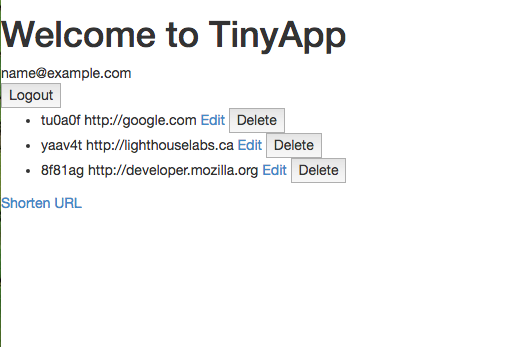 Welcome to TinyApp
name@example.com
Logout
tu0a0f http://google.com Edit Delete
yaav4t http://lighthouselabs.ca Edit Delete
8f81ag http://developer.mozilla.org Edit Delete
Shorten URL